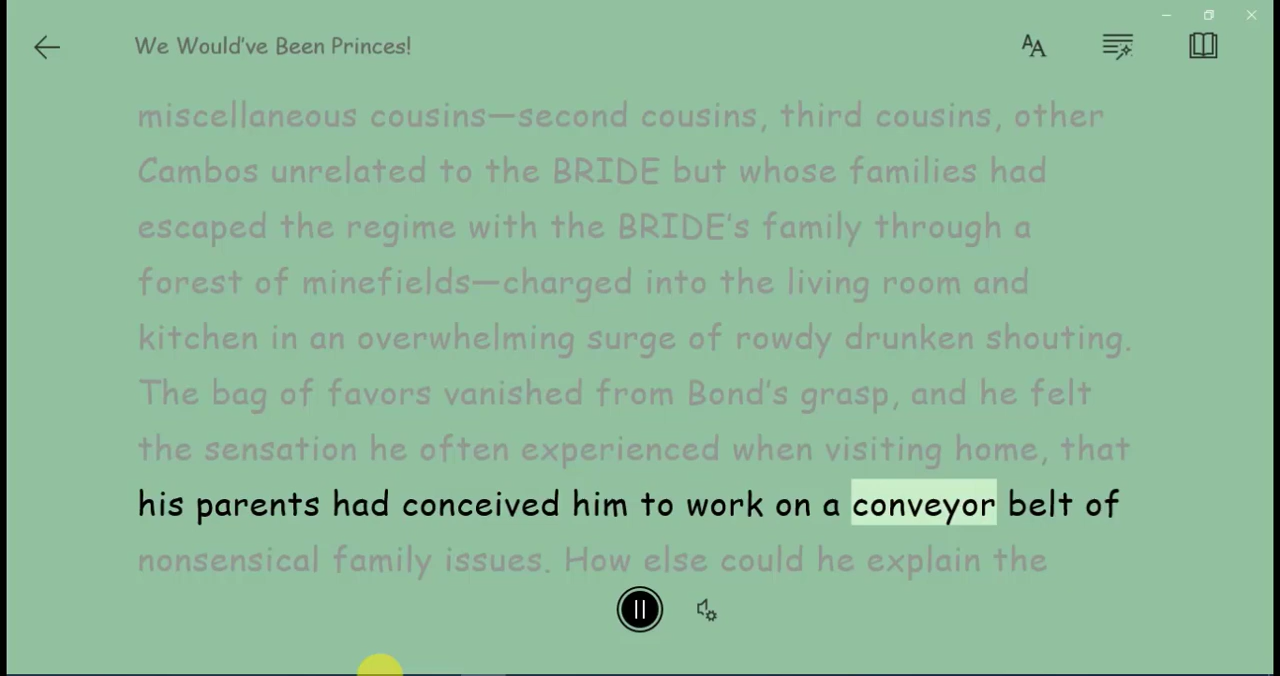 We Would've Been Princes!
AA
miscellaneous cousins—second cousins, third cousins, other
Cambos unrelated to the BRIDE but whose families had
escaped the regime with the BRIDE's family through a
forest of minefields—charged into the living room and
kitchen in an overwhelming surge of rowdy drunken shouting.
The bag of favors vanished from Bond's grasp, and he felt
the sensation he often experienced when visiting home, that
his parents had conceived him to work on a conveyor belt of
nonsensical family issues. How else could he explain the